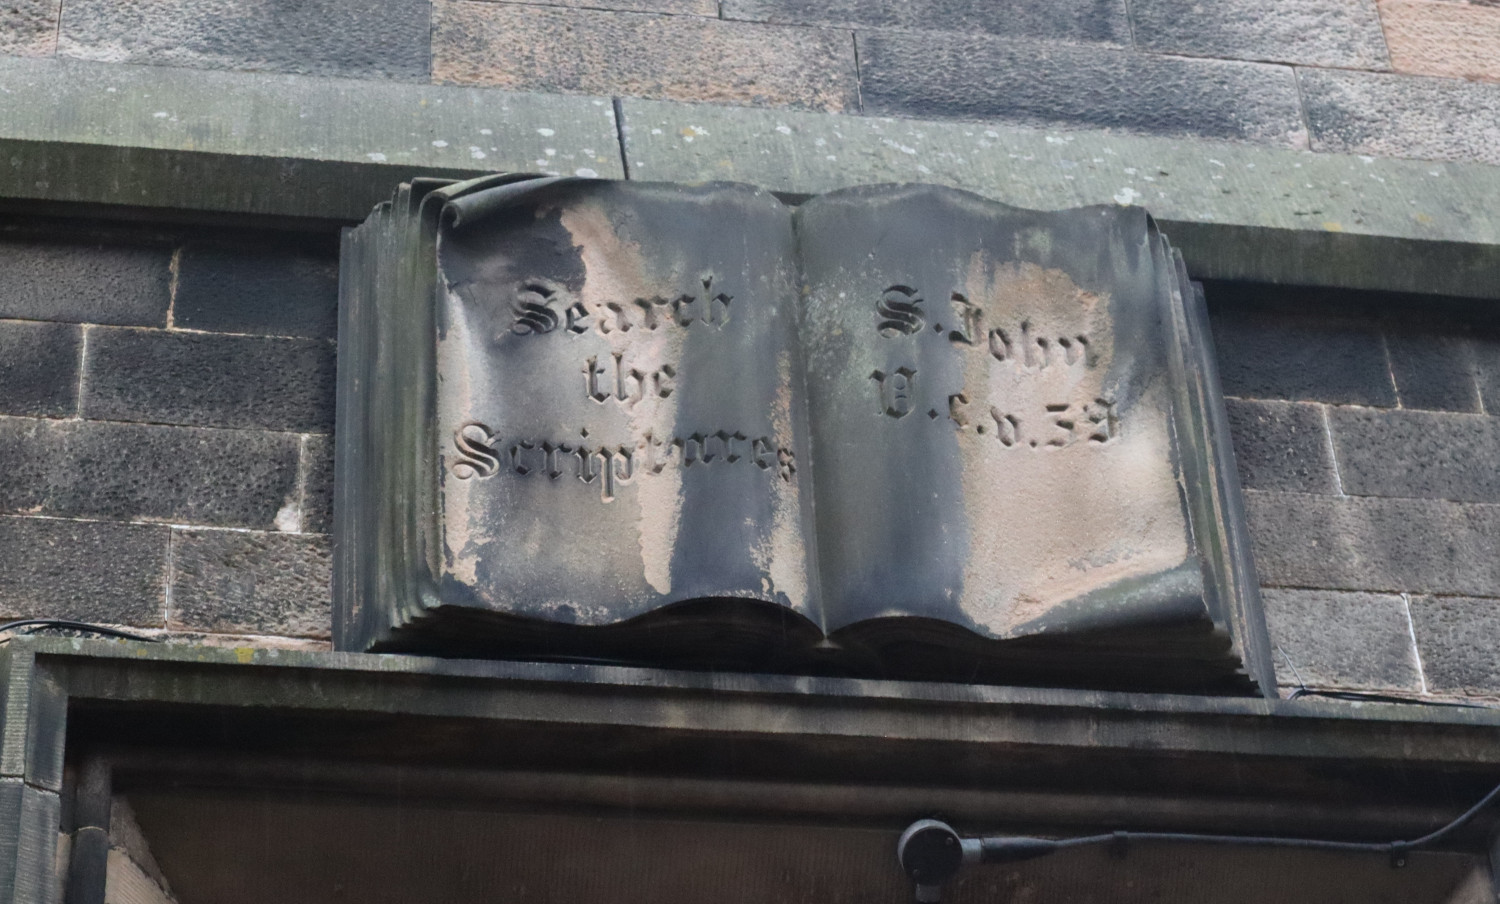 Search
the
Scriptures
S. John
V. c. v. 39